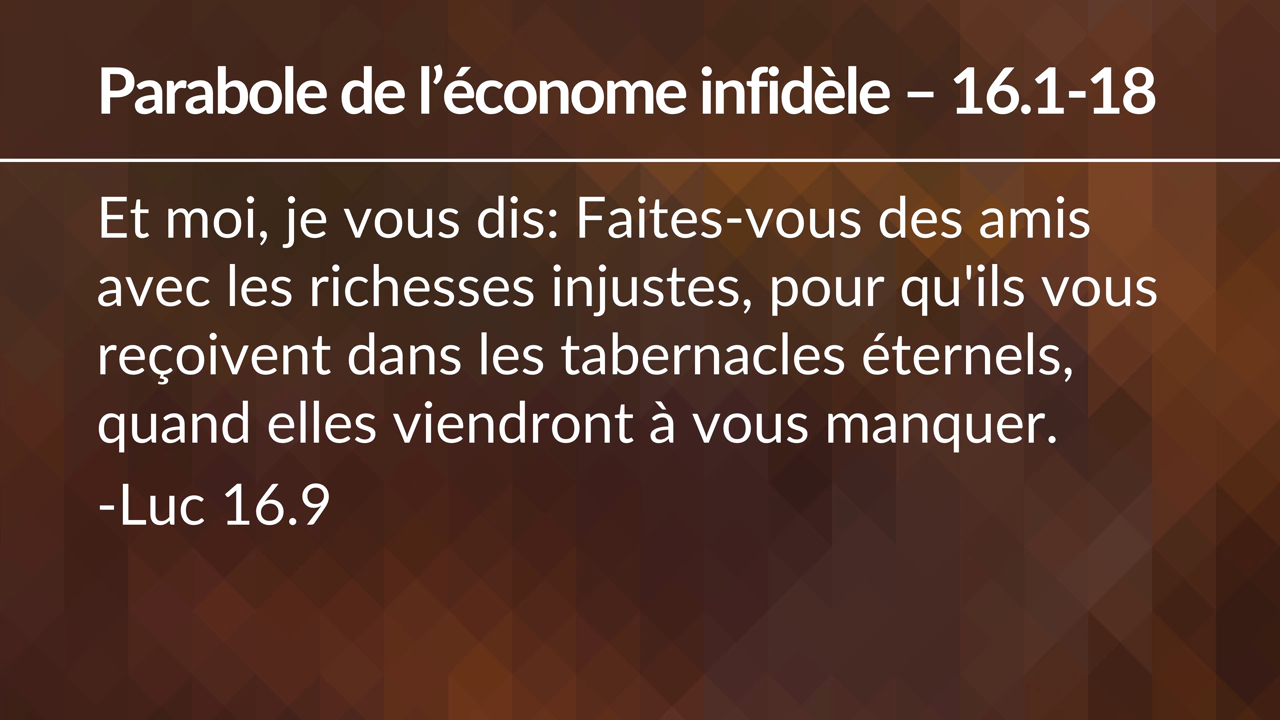 Parabole de l’économe infidèle – 16.1-18
Et moi, je vous dis: Faites-vous des amis
avec les richesses injustes, pour qu'ils vous
reçoivent dans les tabernacles éternels,
quand elles viendront à vous manquer.
-Luc 16.9